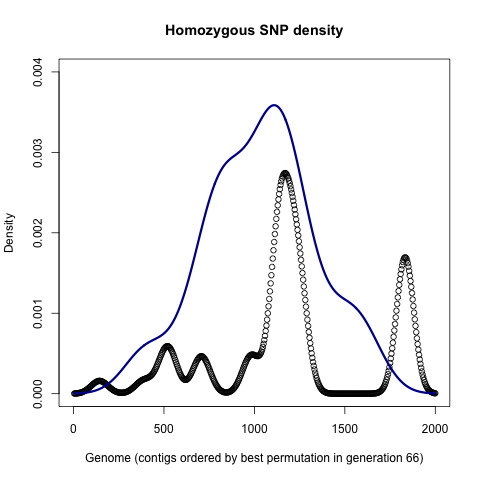 Homozygous SNP density
0.004
0.003
0.002
0.001
0.000
Density
0 500 1000 1500 2000
Genome (contigs ordered by best permutation in generation 66)